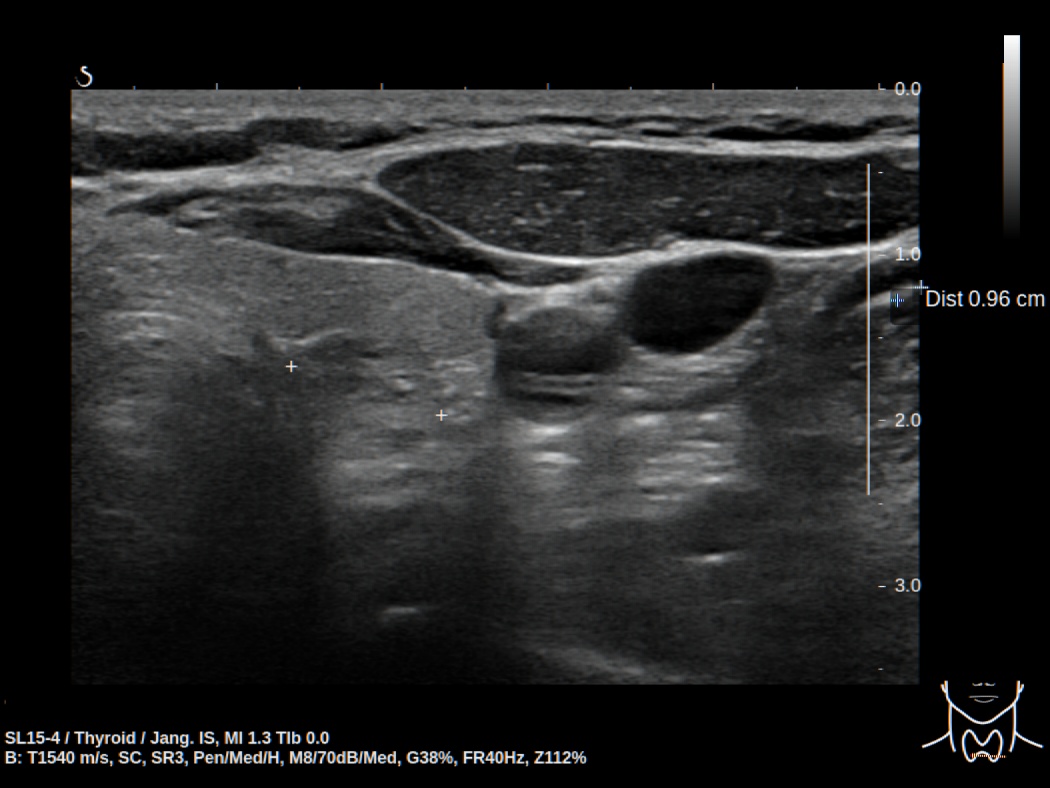 0.0
1.0
Dist 0.96 cm
2.0
3.0
SL15-4 / Thyroid / Jang. IS, MI 1.3 TIb 0.0
B: T1540 m/s, SC, SR3, Pen/Med/H, M8/70dB/Med, G38%, FR40Hz, Z112%